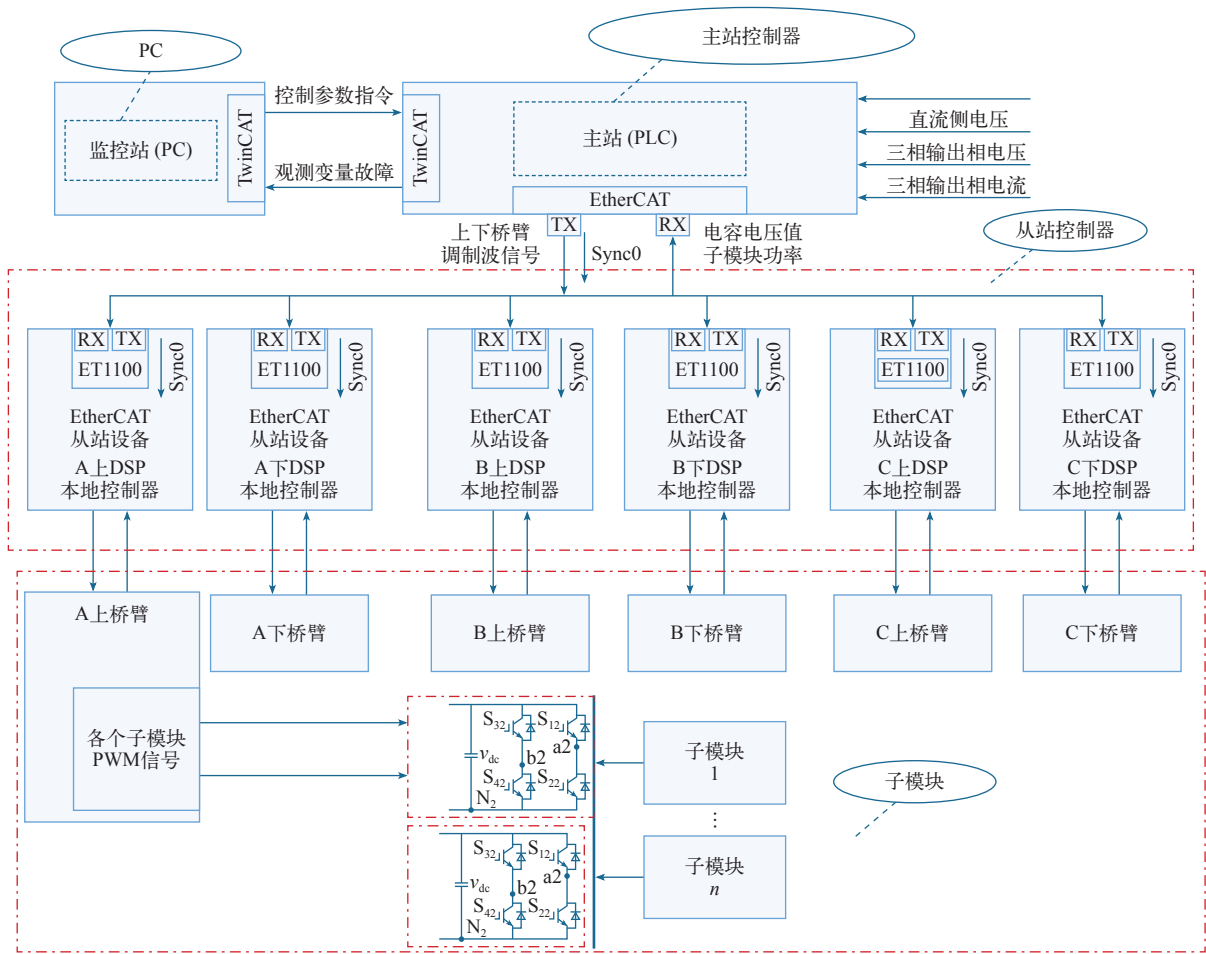 PC
主站控制器
控制参数指令
监控站 (PC)
TwinCAT
TwinCAT
主站 (PLC)
直流侧电压
三相输出相电压
三相输出相电流
观测变量故障
EtherCAT
TX
RX
上下桥臂
调制波信号
Sync0
电容电压值
子模块功率
从站控制器
RX TX
ET1100
Sync0
EtherCAT
从站设备
A上DSP
本地控制器
RX TX
ET1100
Sync0
EtherCAT
从站设备
A下DSP
本地控制器
RX TX
ET1100
Sync0
EtherCAT
从站设备
B上DSP
本地控制器
RX TX
ET1100
Sync0
EtherCAT
从站设备
B下DSP
本地控制器
RX TX
ET1100
Sync0
EtherCAT
从站设备
C上DSP
本地控制器
RX TX
ET1100
Sync0
EtherCAT
从站设备
C下DSP
本地控制器
A上桥臂
A下桥臂
B上桥臂
B下桥臂
C上桥臂
C下桥臂
各个子模块
PWM信号
S₃₂
S₁₂
v_dc
b2
a2
S₄₂
S₂₂
N₂
子模块
1
⋮
子模块
n
子模块
S₃₂
S₁₂
v_dc
b2
a2
S₄₂
S₂₂
N₂